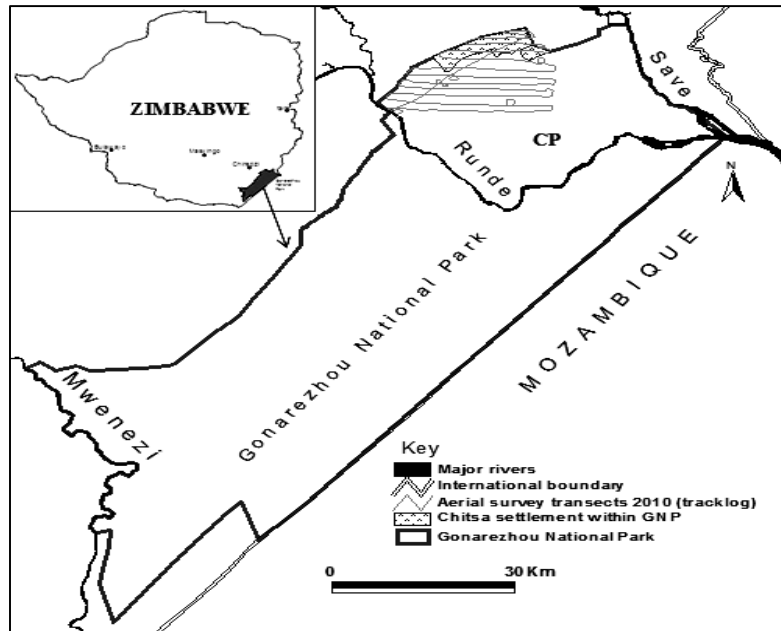 ZIMBABWE
Bulawayo
Masvingo
Chiredzi
Save
CP
Runde
N
Gonarezhou National Park
MOZAMBIQUE
Mwenezi
Key
Major rivers
International boundary
Aerial survey transects 2010 (tracklog)
Chitsa settlement within GNP
Gonarezhou National Park
0
30 Km